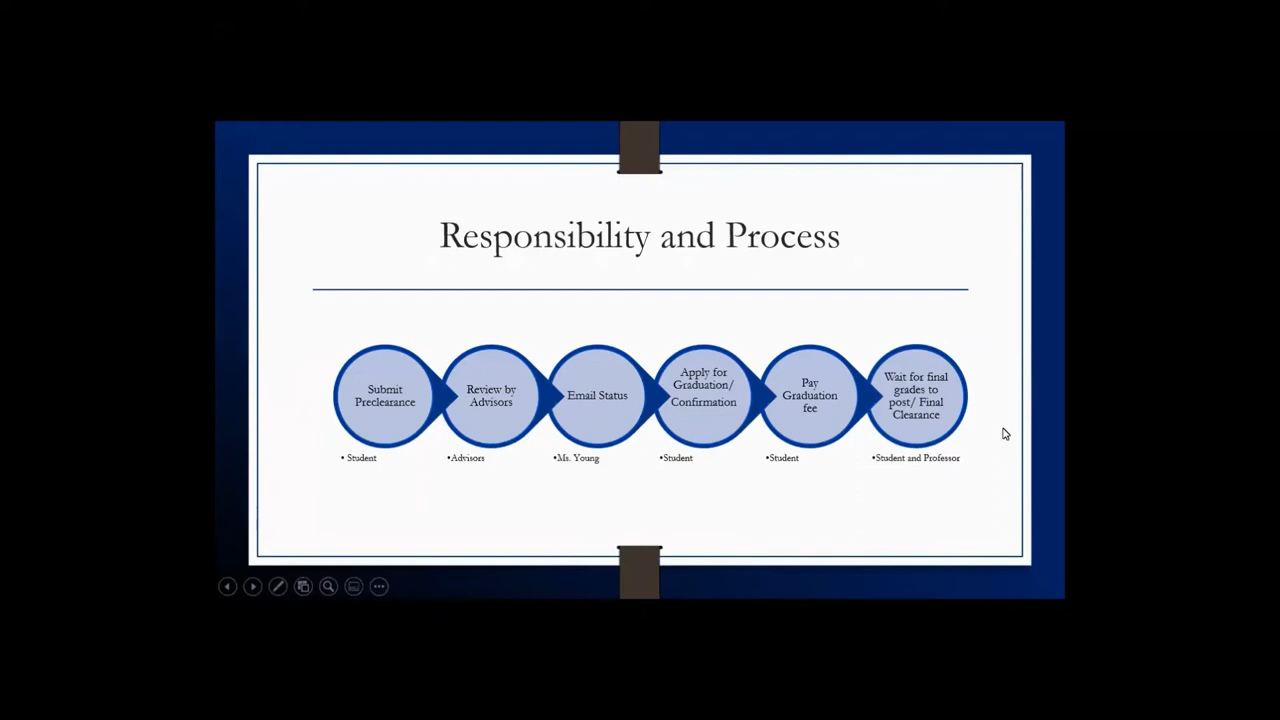 Responsibility and Process
Submit
Preclearance
Review by
Advisors
Email Status
Apply for
Graduation/
Confirmation
Pay
Graduation
fee
Wait for final
grades to
post/ Final
Clearance
• Student
•Advisors
•Ms. Young
•Student
•Student
•Student and Professor